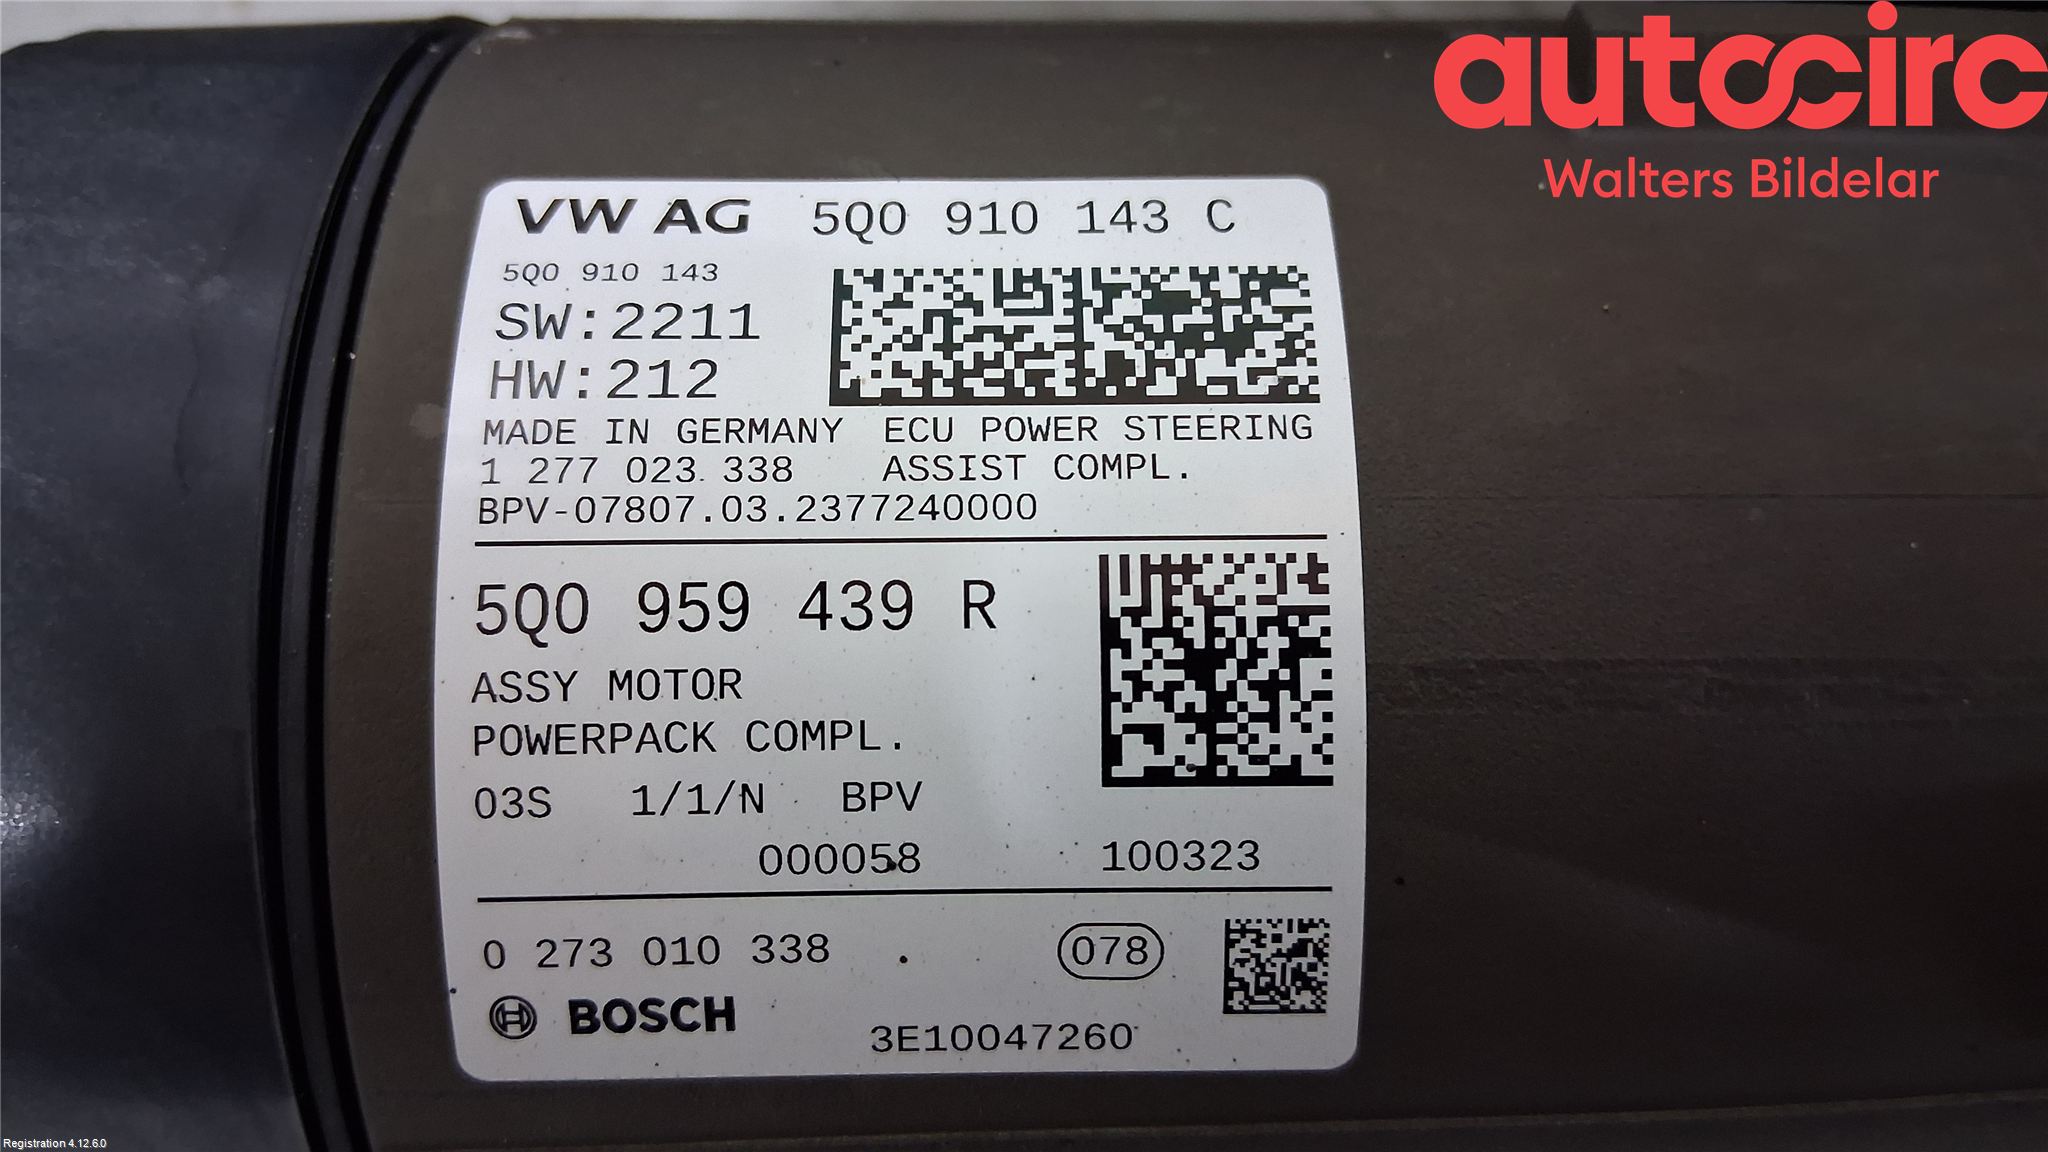 autocirc
Walters Bildelar
VW AG 5Q0 910 143 C
5Q0 910 143
SW:2211
HW:212
MADE IN GERMANY ECU POWER STEERING
1 277 023 338 ASSIST COMPL.
BPV-07807.03.2377240000
5Q0 959 439 R
ASSY MOTOR
POWERPACK COMPL.
03S 1/1/N BPV
000058 100323
0 273 010 338 078
BOSCH
3E10047260
Registration 4.12.6.0